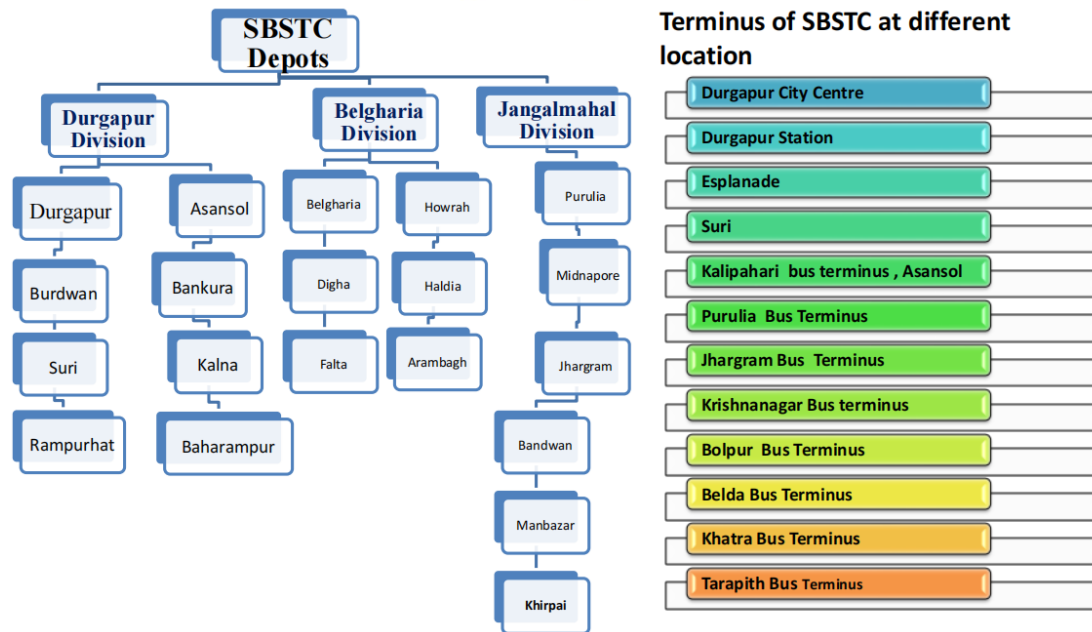 SBSTC
Depots
Durgapur
Division
Belgharia
Division
Jangalmahal
Division
Durgapur
Asansol
Burdwan
Bankura
Suri
Kalna
Rampurhat
Baharampur
Belgharia
Howrah
Digha
Haldia
Falta
Arambagh
Purulia
Midnapore
Jhargram
Bandwan
Manbazar
Khirpai
Terminus of SBSTC at different
location
Durgapur City Centre
Durgapur Station
Esplanade
Suri
Kalipahari bus terminus , Asansol
Purulia Bus Terminus
Jhargram Bus Terminus
Krishnanagar Bus terminus
Bolpur Bus Terminus
Belda Bus Terminus
Khatra Bus Terminus
Tarapith Bus Terminus